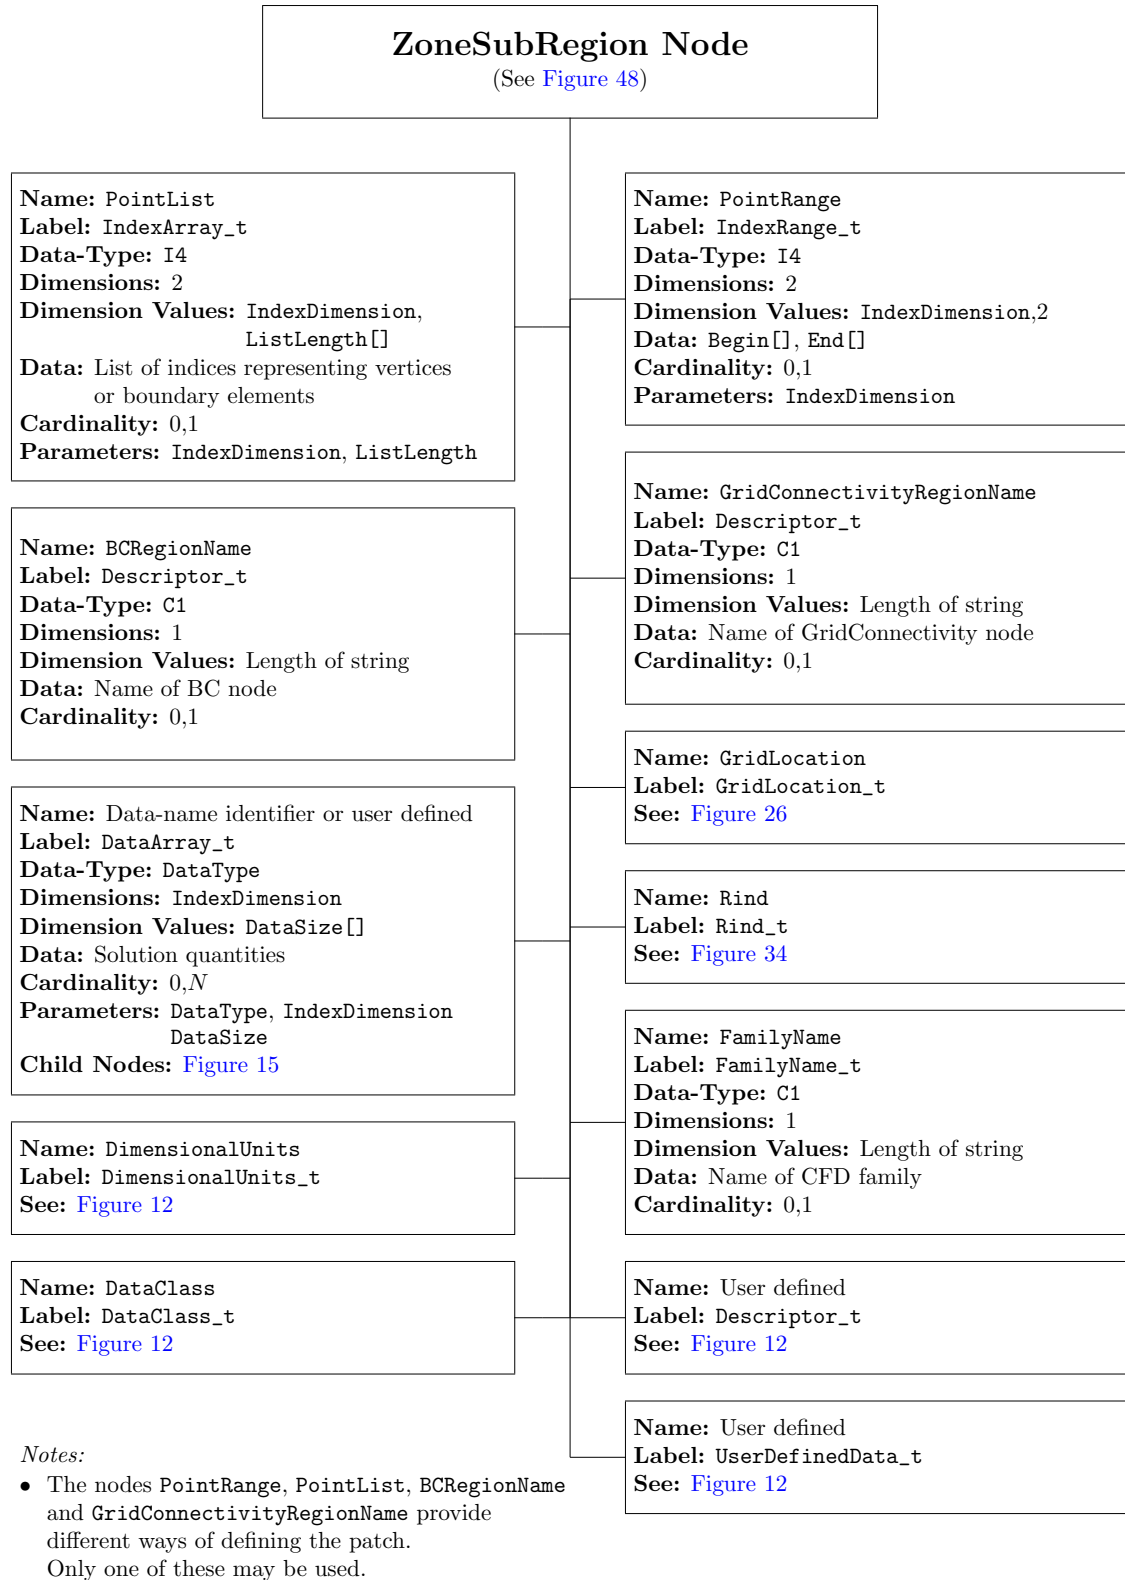 ZoneSubRegion Node
(See Figure 48)
Name: PointList
Label: IndexArray_t
Data-Type: I4
Dimensions: 2
Dimension Values: IndexDimension,
ListLength[]
Data: List of indices representing vertices
or boundary elements
Cardinality: 0,1
Parameters: IndexDimension, ListLength
Name: BCRegionName
Label: Descriptor_t
Data-Type: C1
Dimensions: 1
Dimension Values: Length of string
Data: Name of BC node
Cardinality: 0,1
Name: Data-name identifier or user defined
Label: DataArray_t
Data-Type: DataType
Dimensions: IndexDimension
Dimension Values: DataSize[]
Data: Solution quantities
Cardinality: 0,N
Parameters: DataType, IndexDimension
DataSize
Child Nodes: Figure 15
Name: DimensionalUnits
Label: DimensionalUnits_t
See: Figure 12
Name: DataClass
Label: DataClass_t
See: Figure 12
Name: PointRange
Label: IndexRange_t
Data-Type: I4
Dimensions: 2
Dimension Values: IndexDimension,2
Data: Begin[], End[]
Cardinality: 0,1
Parameters: IndexDimension
Name: GridConnectivityRegionName
Label: Descriptor_t
Data-Type: C1
Dimensions: 1
Dimension Values: Length of string
Data: Name of GridConnectivity node
Cardinality: 0,1
Name: GridLocation
Label: GridLocation_t
See: Figure 26
Name: Rind
Label: Rind_t
See: Figure 34
Name: FamilyName
Label: FamilyName_t
Data-Type: C1
Dimensions: 1
Dimension Values: Length of string
Data: Name of CFD family
Cardinality: 0,1
Name: User defined
Label: Descriptor_t
See: Figure 12
Name: User defined
Label: UserDefinedData_t
See: Figure 12
Notes:
• The nodes PointRange, PointList, BCRegionName
and GridConnectivityRegionName provide
different ways of defining the patch.
Only one of these may be used.